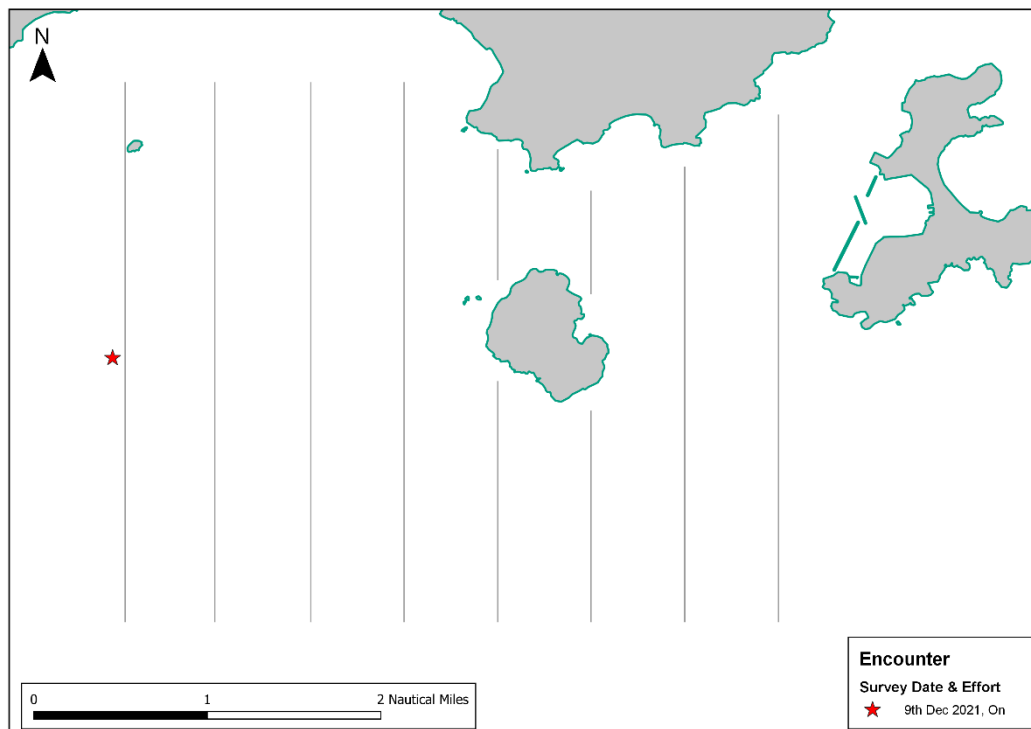 N
0 1 2 Nautical Miles
Encounter
Survey Date & Effort
9th Dec 2021, On